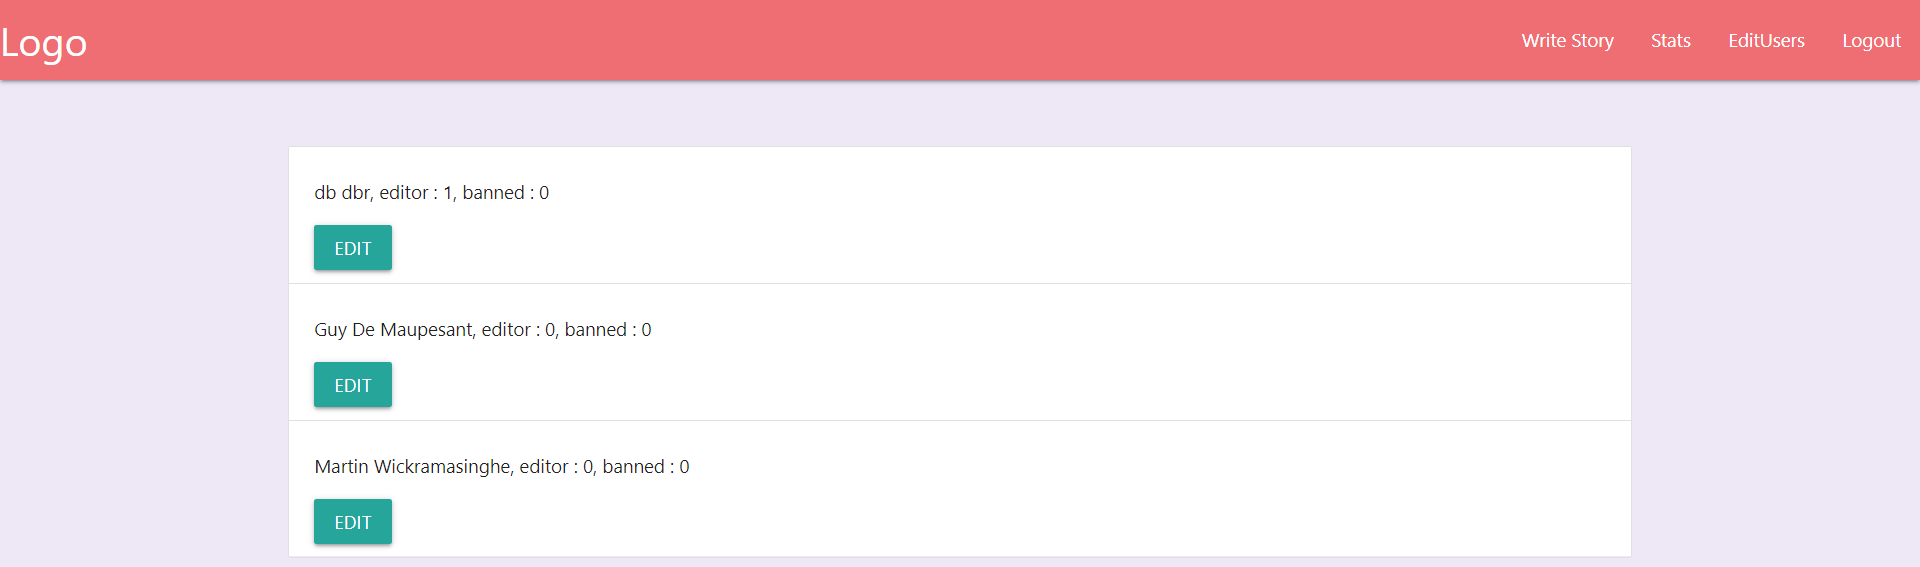 Logo
Write Story Stats EditUsers Logout
db dbr, editor : 1, banned : 0
EDIT
Guy De Maupesant, editor : 0, banned : 0
EDIT
Martin Wickramasinghe, editor : 0, banned : 0
EDIT